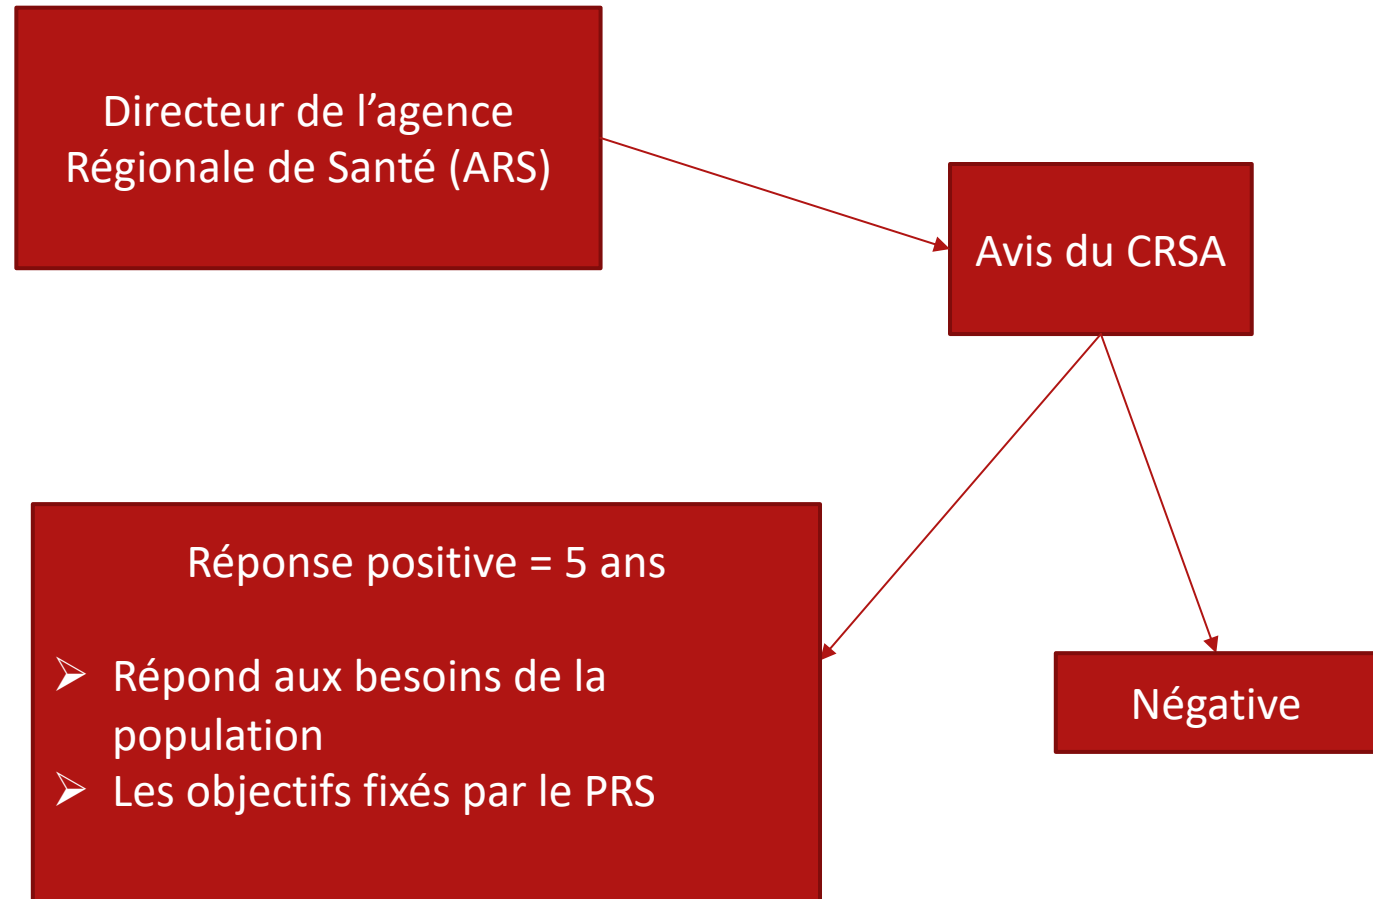 Directeur de l’agence
Régionale de Santé (ARS)
Avis du CRSA
Réponse positive = 5 ans
➢ Répond aux besoins de la
population
➢ Les objectifs fixés par le PRS
Négative